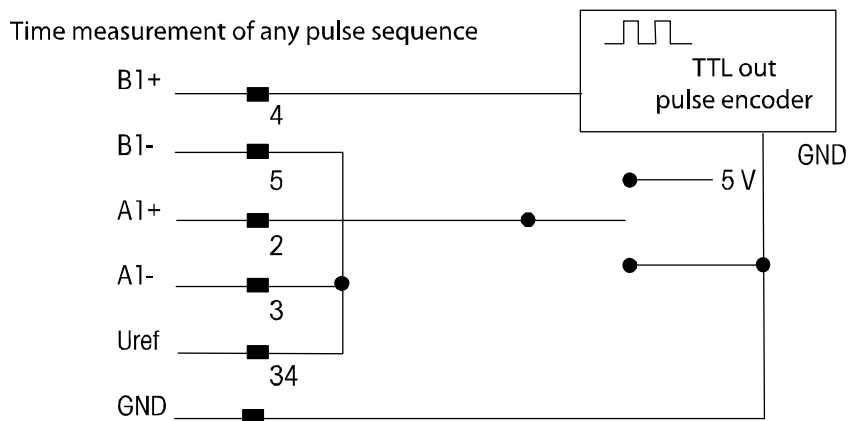 Time measurement of any pulse sequence
TTL out
pulse encoder
B1+
4
B1-
5
GND
5 V
A1+
2
A1-
3
Uref
34
GND